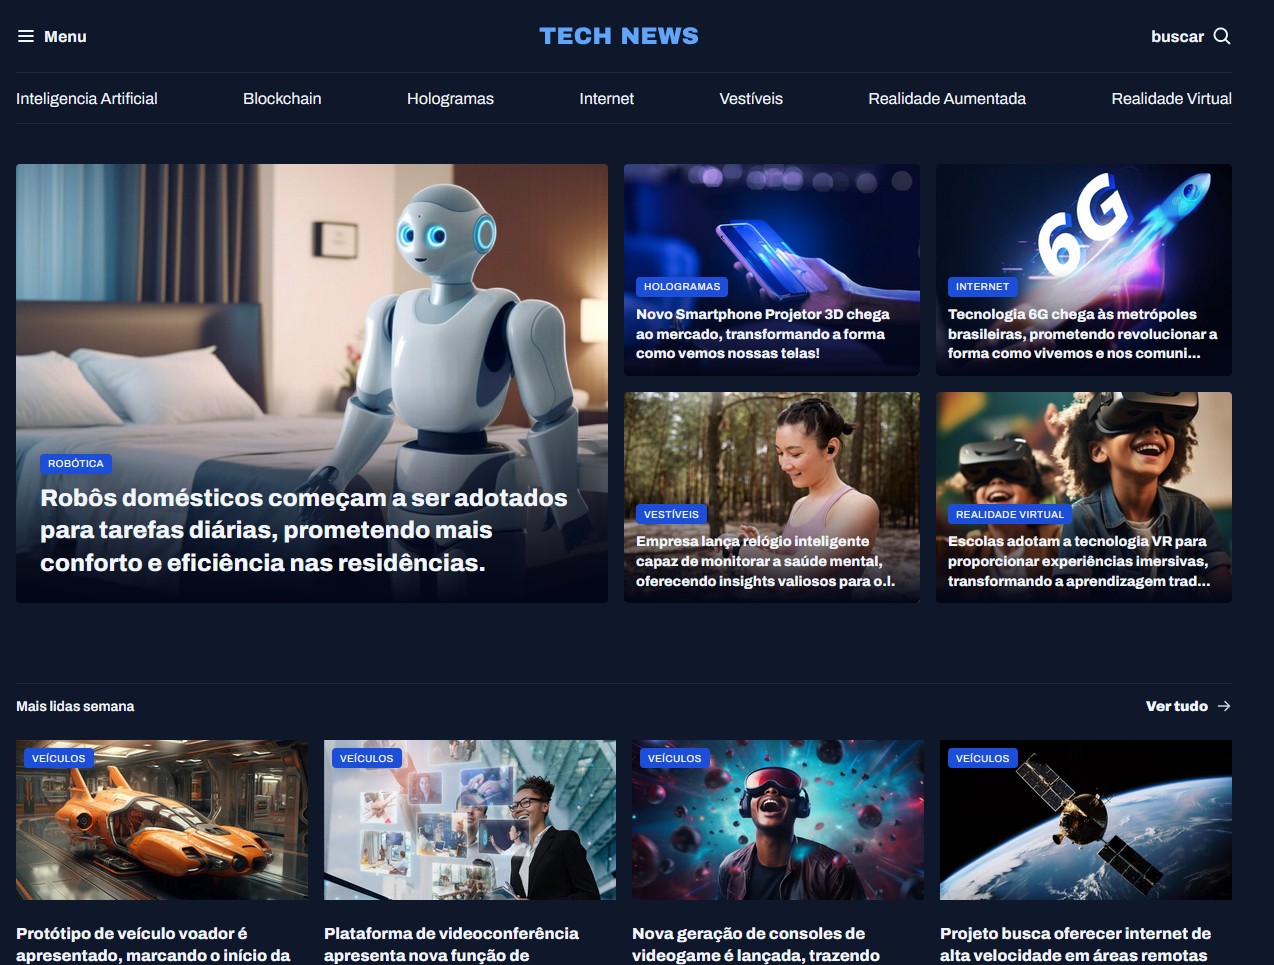 Menu
TECH NEWS
buscar
Inteligencia Artificial
Blockchain
Hologramas
Internet
Vestíveis
Realidade Aumentada
Realidade Virtual
ROBÓTICA
Robôs domésticos começam a ser adotados
para tarefas diárias, prometendo mais
conforto e eficiência nas residências.
HOLOGRAMAS
Novo Smartphone Projetor 3D chega
ao mercado, transformando a forma
como vemos nossas telas!
6G
INTERNET
Tecnologia 6G chega às metrópoles
brasileiras, prometendo revolucionar a
forma como vivemos e nos comuni...
VESTÍVEIS
Empresa lança relógio inteligente
capaz de monitorar a saúde mental,
oferecendo insights valiosos para o.l.
REALIDADE VIRTUAL
Escolas adotam a tecnologia VR para
proporcionar experiências imersivas,
transformando a aprendizagem trad...
Mais lidas semana
Ver tudo
VEÍCULOS
Protótipo de veículo voador é
apresentado, marcando o início da
VEÍCULOS
Plataforma de videoconferência
apresenta nova função de
VEÍCULOS
Nova geração de consoles de
videogame é lançada, trazendo
VEÍCULOS
Projeto busca oferecer internet de
alta velocidade em áreas remotas